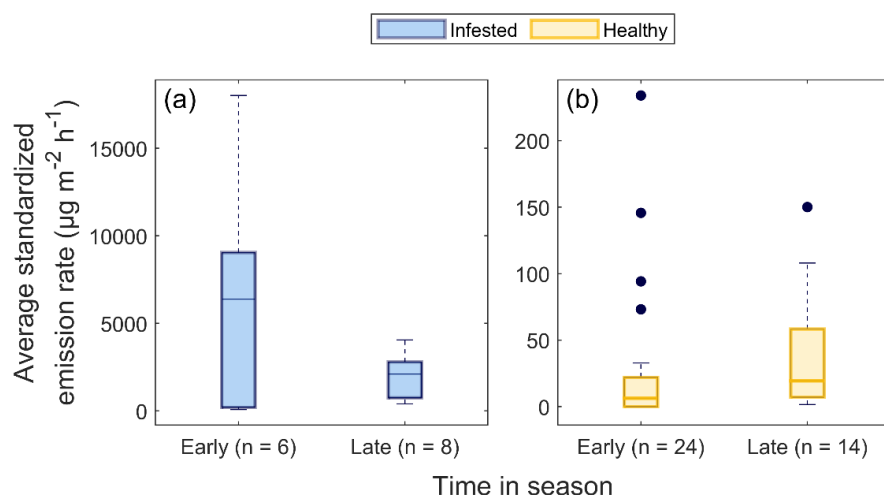 Infested Healthy
Average standardized
emission rate (µg m⁻² h⁻¹)
(a)
15000
10000
5000
0
Early (n = 6) Late (n = 8)
(b)
200
150
100
50
0
Early (n = 24) Late (n = 14)
Time in season